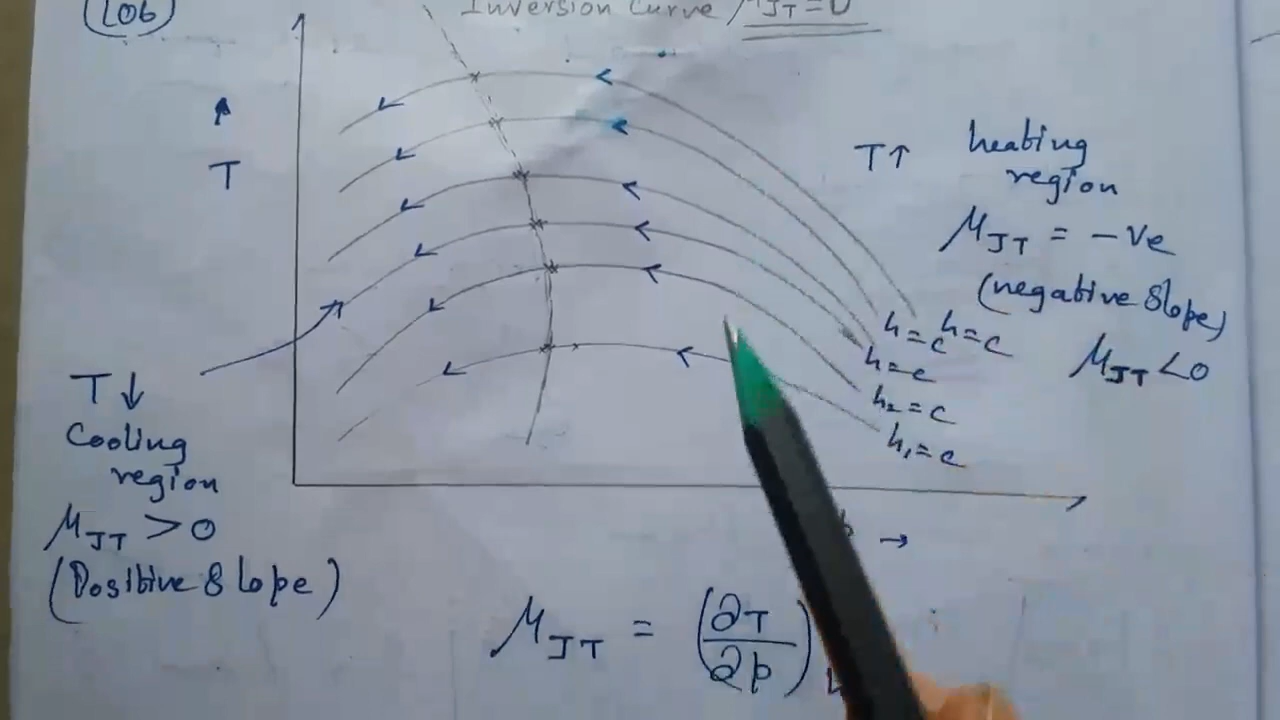 106
Inversion Curve / μJT = 0
↑
T
T↑ heating
region
μJT = -ve
(negative slope)
μJT < 0
h = c h = c
h = c
h₂ = c
h₁ = c
T↓
Cooling
region
μJT > 0
(Positive slope)
→
μJT = (∂T/∂p)